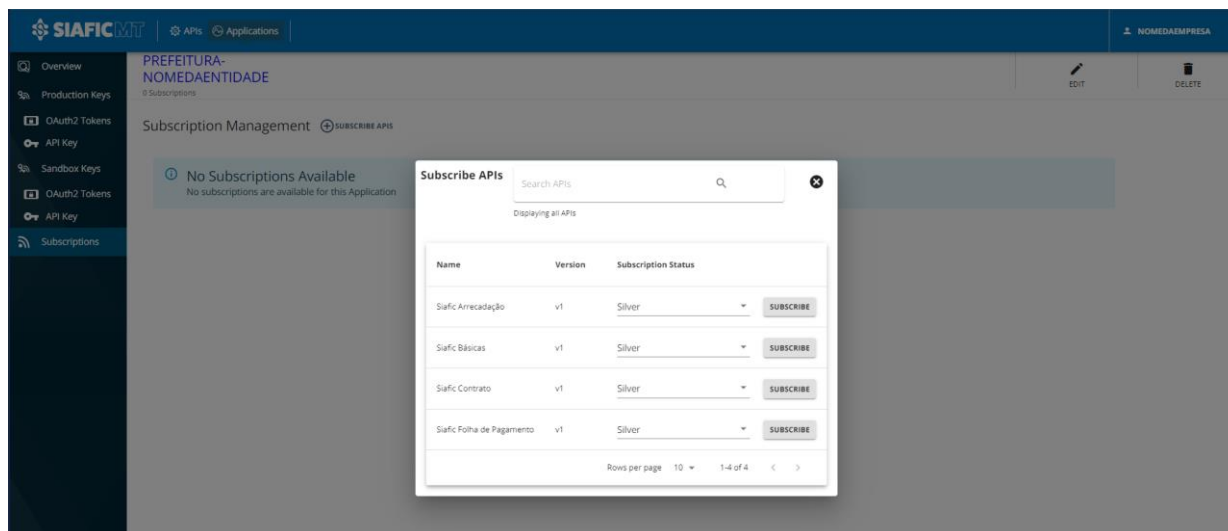 SIAFICMT
APIs
Applications
NOMEDAEMPRESA
Overview
Production Keys
OAuth2 Tokens
API Key
Sandbox Keys
OAuth2 Tokens
API Key
Subscriptions
PREFEITURA-
NOMEDAENTIDADE
0 Subscriptions
EDIT
DELETE
Subscription Management
SUBSCRIBE APIS
No Subscriptions Available
No subscriptions are available for this Application
Subscribe APIs
Search APIs
Displaying all APIs
Name Version Subscription Status
Siafic Arrecadação v1 Silver SUBSCRIBE
Siafic Básicas v1 Silver SUBSCRIBE
Siafic Contrato v1 Silver SUBSCRIBE
Siafic Folha de Pagamento v1 Silver SUBSCRIBE
Rows per page 10 1-4 of 4